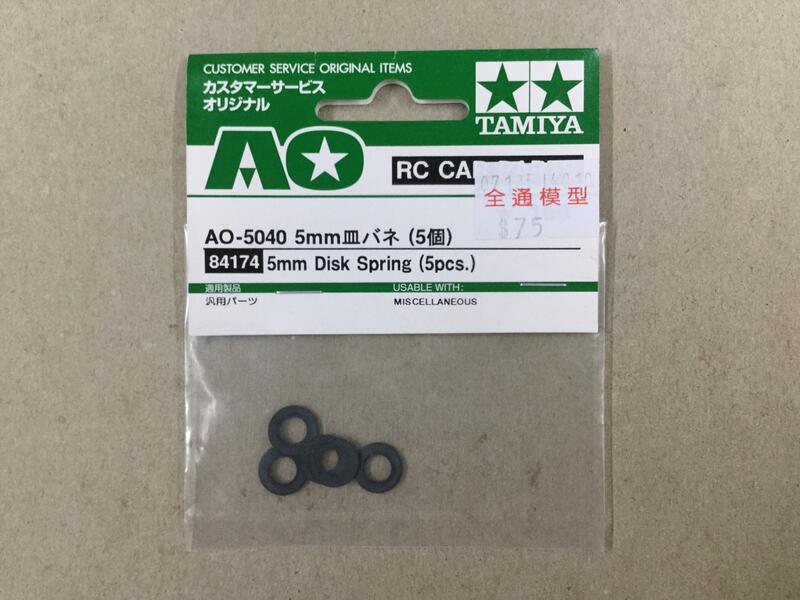 CUSTOMER SERVICE ORIGINAL ITEMS
カスタマーサービス
オリジナル
AO
TAMIYA
RC CA
全通模型
$75
AO-5040 5mm皿バネ (5個)
84174 5mm Disk Spring (5pcs.)
適用製品 USABLE WITH:
汎用パーツ MISCELLANEOUS